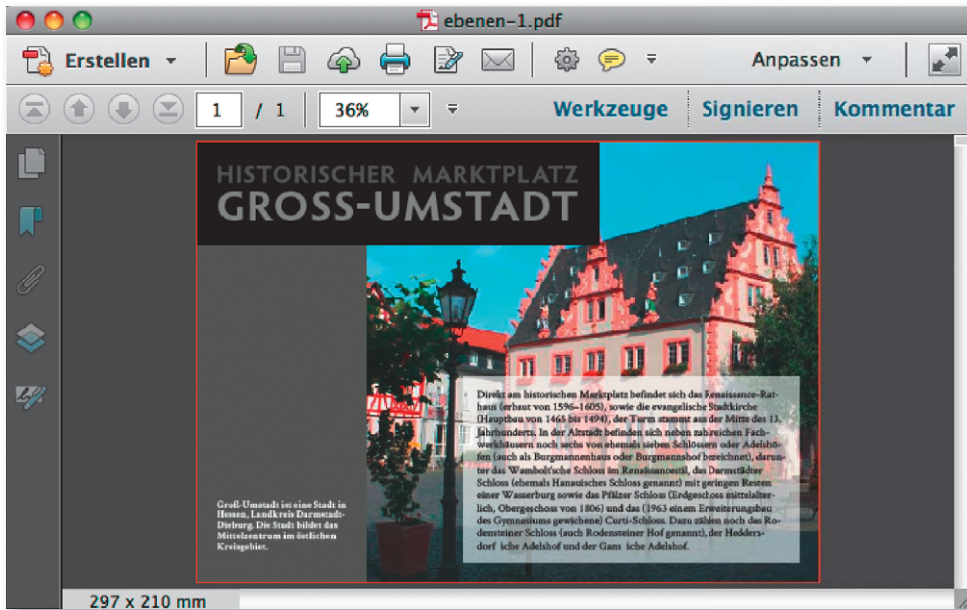 ebenen-1.pdf
Erstellen
Anpassen
1 / 1
36%
Werkzeuge
Signieren
Kommentar
HISTORISCHER MARKTPLATZ
GROSS-UMSTADT
Direkt am historischen Marktplatz befindet sich das Renaissance-Rat-
haus (erbaut von 1596–1605), sowie die evangelische Stadtkirche
(Hauptbau von 1465 bis 1494), der Turm stammt aus der Mitte des 13.
Jahrhunderts. In der Altstadt befinden sich neben zahlreichen Fach-
werkhäusern noch sechs von ehemals sieben Schlössern oder Adelshö-
fen (auch als Burgmannenhaus oder Burgmannshof bezeichnet), darun-
ter das Wambolt'sche Schloss im Renaissancestil, das Darmstädter
Schloss (ehemals Hanauisches Schloss genannt) mit geringen Resten
einer Wasserburg sowie das Pfälzer Schloss (Erdgeschoss mittelalter-
lich, Obergeschoss von 1806) und das (1963 einem Erweiterungsbau
des Gymnasiums gewichene) Curti-Schloss. Dazu zählen noch das Ro-
densteiner Schloss (auch Rodensteiner Hof genannt), der Hedders-
dorf iche Adelshof und der Gans iche Adelshof.
Groß-Umstadt ist eine Stadt in
Hessen, Landkreis Darmstadt-
Dieburg. Die Stadt bildet das
Mittelzentrum im östlichen
Kreisgebiet.
297 x 210 mm